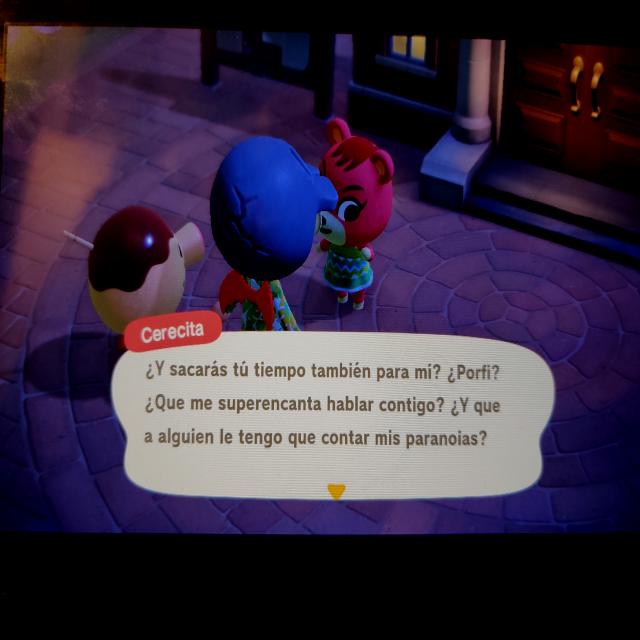 Cerecita
¿Y sacarás tú tiempo también para mí? ¿Porfi?
¿Que me superencanta hablar contigo? ¿Y que
a alguien le tengo que contar mis paranoias?